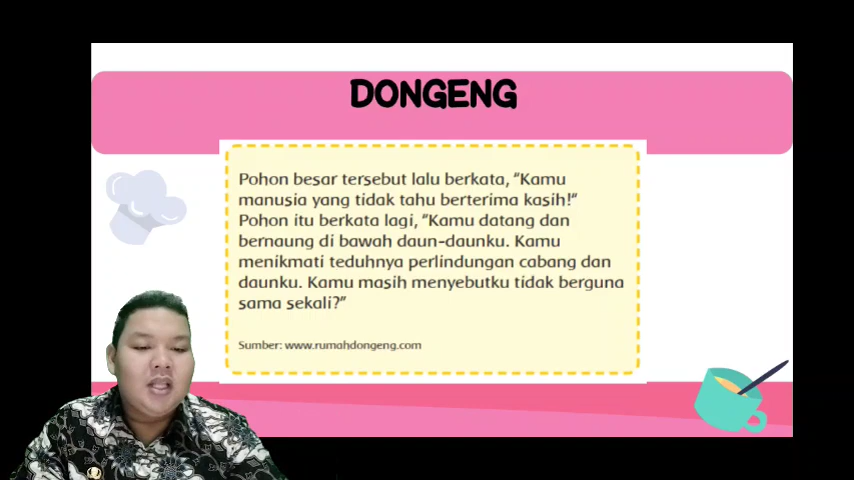 DONGENG
Pohon besar tersebut lalu berkata, “Kamu
manusia yang tidak tahu berterima kasih!”
Pohon itu berkata lagi, “Kamu datang dan
bernaung di bawah daun-daunku. Kamu
menikmati teduhnya perlindungan cabang dan
daunku. Kamu masih menyebutku tidak berguna
sama sekali?”
Sumber: www.rumahdongeng.com